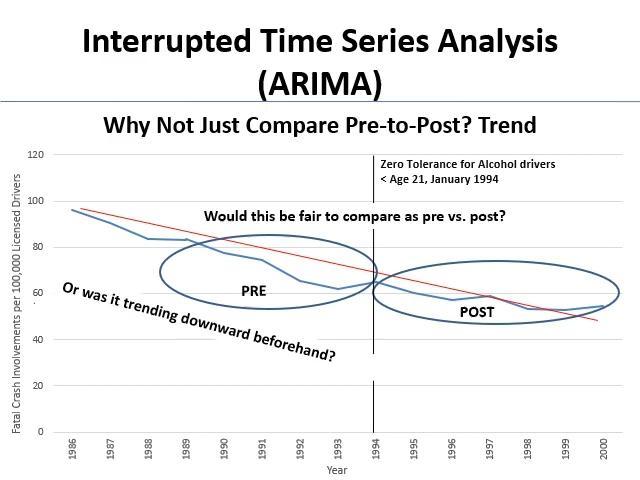 Interrupted Time Series Analysis
(ARIMA)
Why Not Just Compare Pre-to-Post? Trend
Zero Tolerance for Alcohol drivers
< Age 21, January 1994
Would this be fair to compare as pre vs. post?
PRE
POST
Or was it trending downward beforehand?
Fatal Crash Involvements per 100,000 Licensed Drivers
120
100
80
60
40
20
0
1986
1987
1988
1989
1990
1991
1992
1993
1994
1995
1996
1997
1998
1999
2000
Year